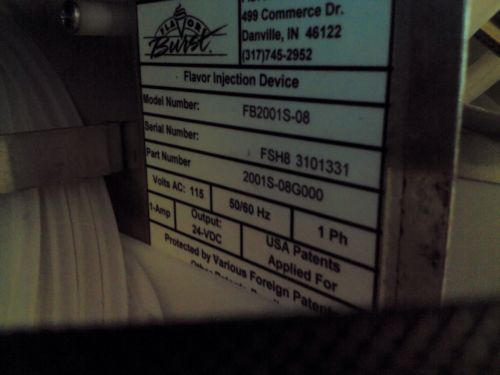 FLAVOR
Burst
499 Commerce Dr.
Danville, IN 46122
(317)745-2952
Flavor Injection Device
Model Number: FB2001S-08
Serial Number: FSH8 3101331
Part Number 2001S-08G000
Volts AC: 115 50/60 Hz 1 Ph
1-Amp Output: 24-VDC USA Patents Applied For
Protected by Various Foreign Patents